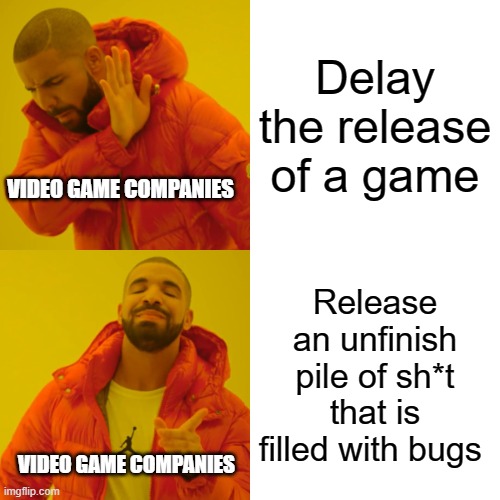 Delay
the release
of a game
VIDEO GAME COMPANIES
Release
an unfinish
pile of sh*t
that is
filled with bugs
VIDEO GAME COMPANIES
imgflip.com